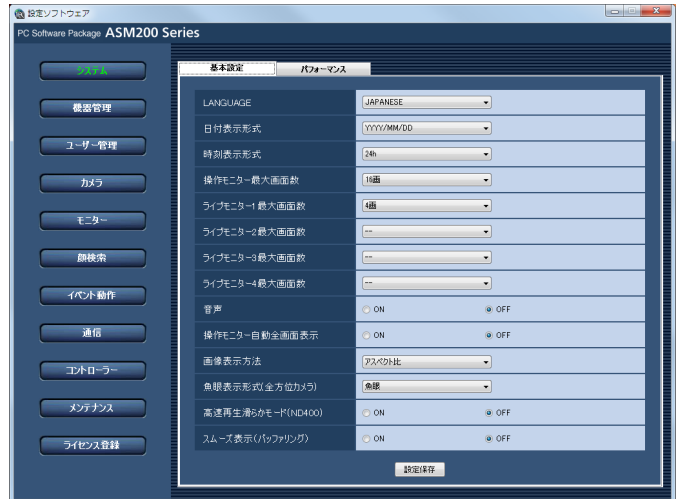 設定ソフトウェア
PC Software Package ASM200 Series
システム
機器管理
ユーザー管理
カメラ
モニター
顔検索
イベント動作
通信
コントローラー
メンテナンス
ライセンス登録
基本設定 パフォーマンス
LANGUAGE JAPANESE
日付表示形式 YYYY/MM/DD
時刻表示形式 24h
操作モニター最大画面数 16画
ライブモニター1最大画面数 4画
ライブモニター2最大画面数 --
ライブモニター3最大画面数 --
ライブモニター4最大画面数 --
音声 ON OFF
操作モニター自動全画面表示 ON OFF
画像表示方法 アスペクト比
魚眼表示形式(全方位カメラ) 魚眼
高速再生滑らかモード(ND400) ON OFF
スムーズ表示(バッファリング) ON OFF
設定保存